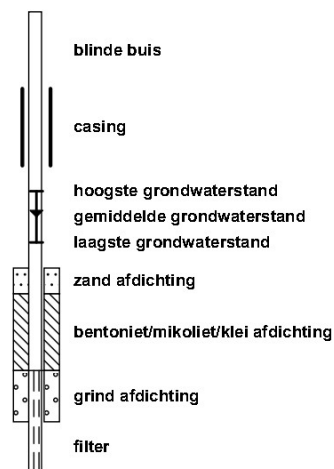 blinde buis
casing
hoogste grondwaterstand
gemiddelde grondwaterstand
laagste grondwaterstand
zand afdichting
bentoniet/mikoliet/klei afdichting
grind afdichting
filter